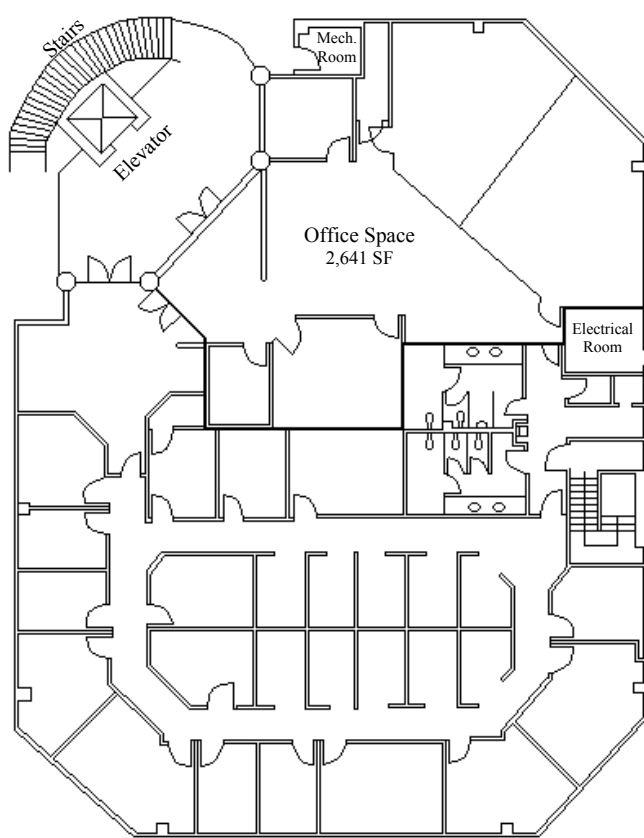 Stairs
Mech.
Room
Elevator
Office Space
2,641 SF
Electrical
Room